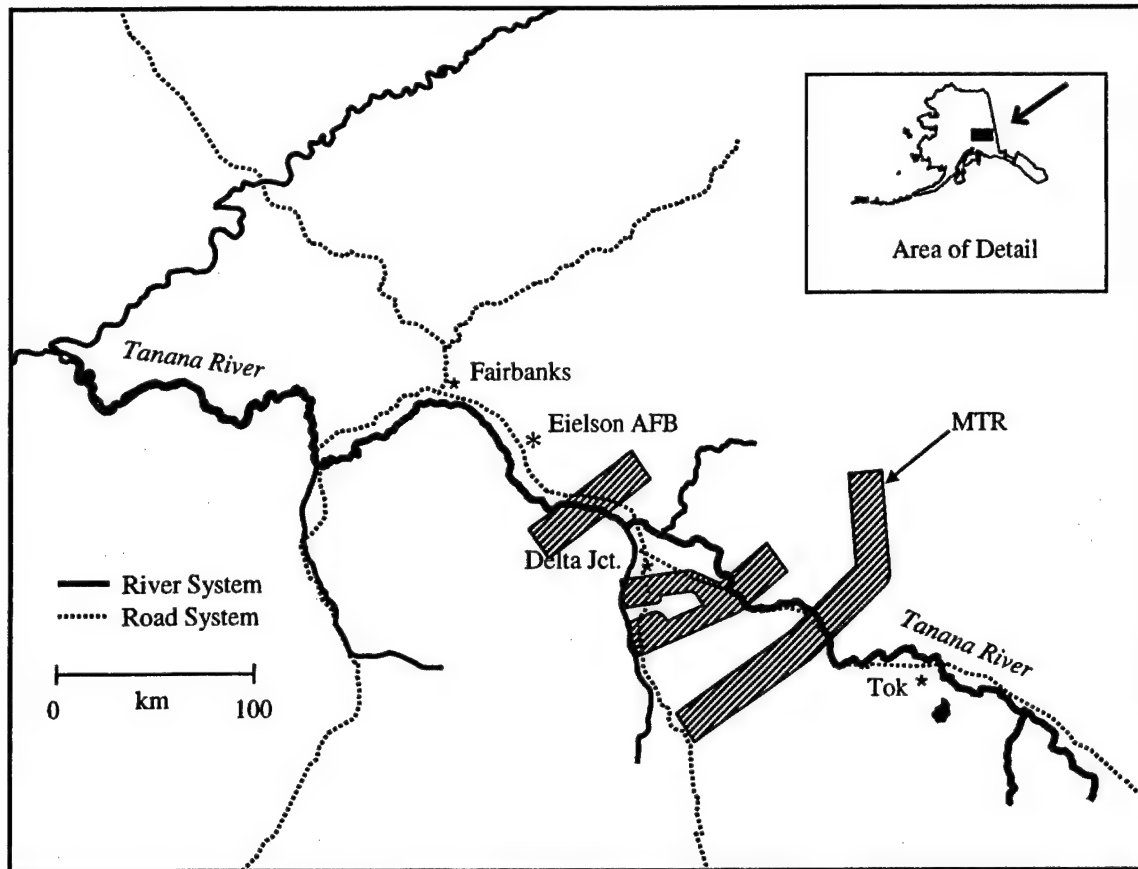 Area of Detail
Tanana River
Fairbanks
Eielson AFB
MTR
Delta Jct.
River System
Road System
Tanana River
Tok
km
0
100